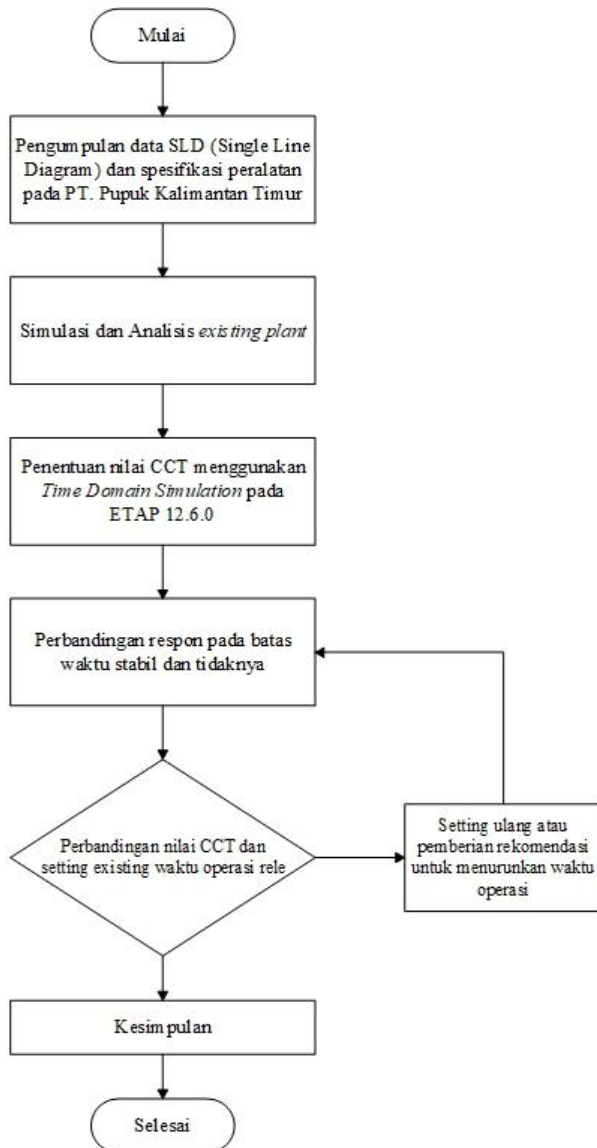 Mulai
Pengumpulan data SLD (Single Line
Diagram) dan spesifikasi peralatan
pada PT. Pupuk Kalimantan Timur
Simulasi dan Analisis existing plant
Penentuan nilai CCT menggunakan
Time Domain Simulation pada
ETAP 12.6.0
Perbandingan respon pada batas
waktu stabil dan tidaknya
Perbandingan nilai CCT dan
setting existing waktu operasi rele
Setting ulang atau
pemberian rekomendasi
untuk menurunkan waktu
operasi
Kesimpulan
Selesai